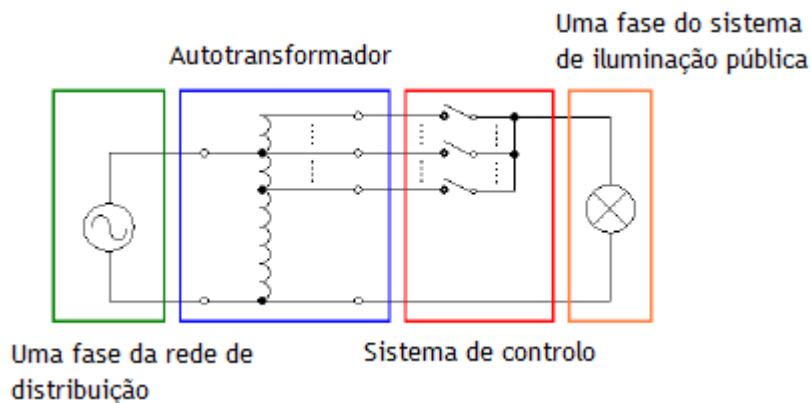 Uma fase do sistema
de iluminação pública
Autotransformador
Uma fase da rede de
distribuição
Sistema de controlo